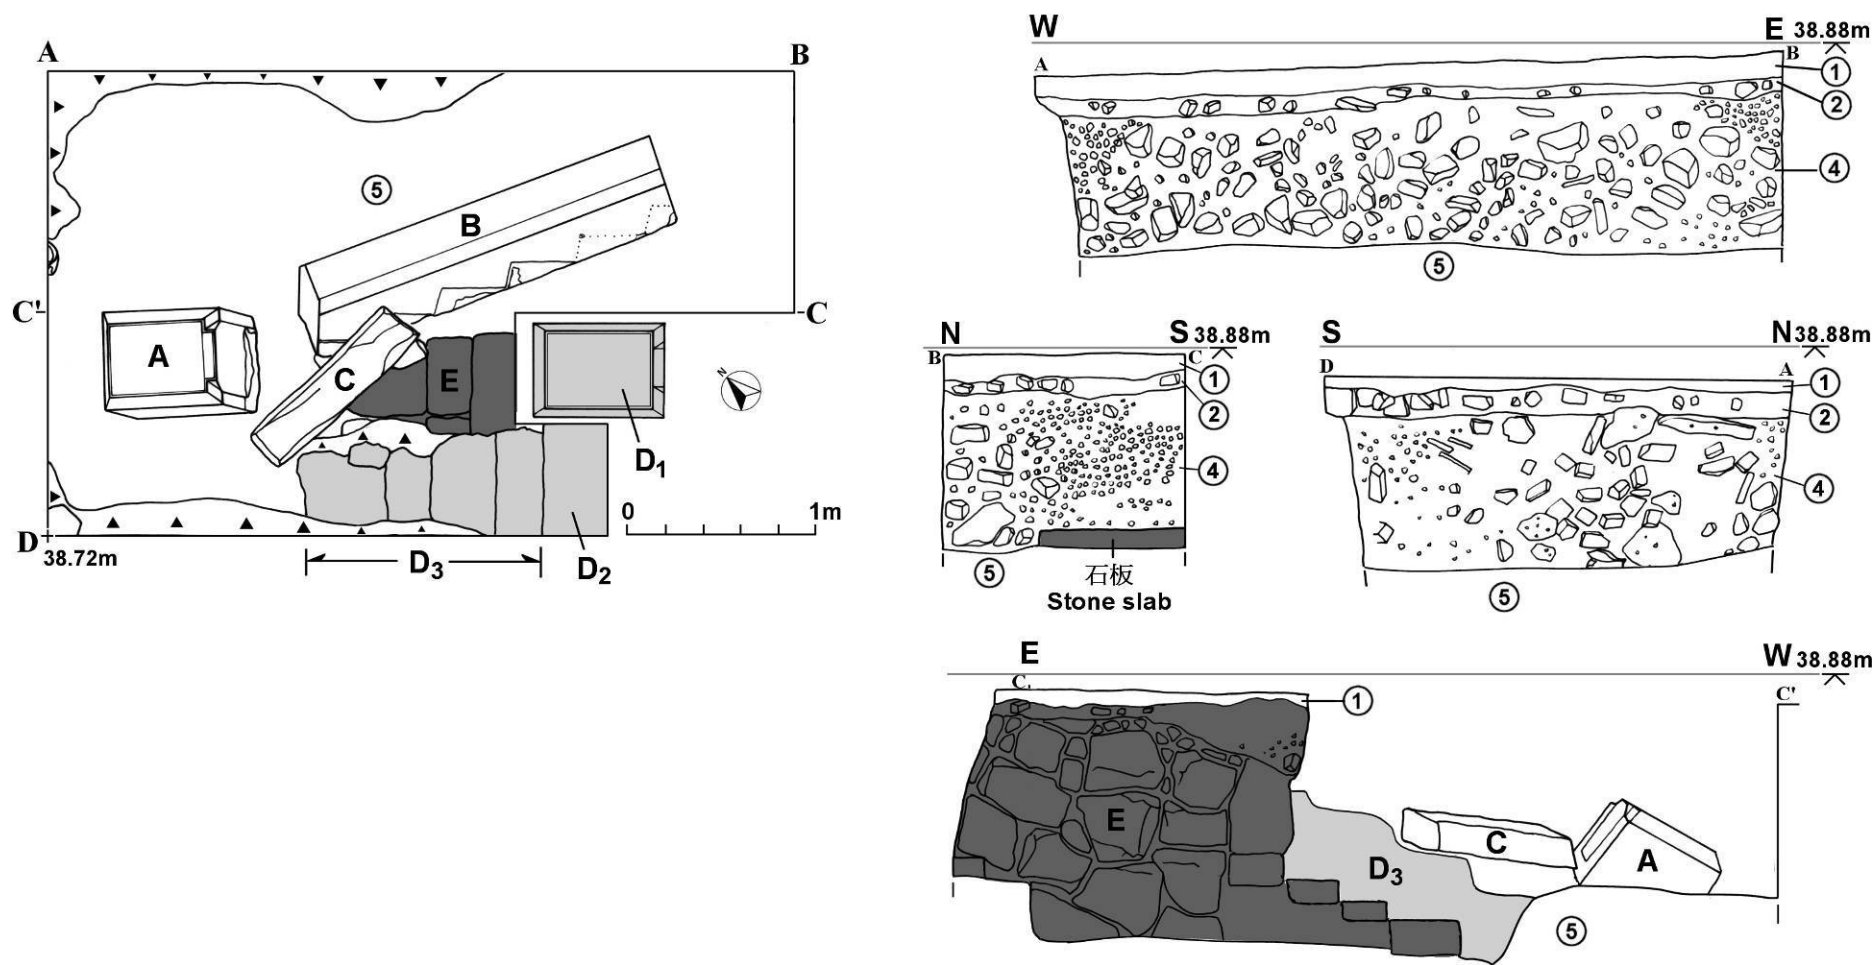 A
B
⑤
B
C'
C
A
C
E
N
D₁
0
1m
D
38.72m
D₃
D₂
W
E 38.88m
A
B
①
②
④
⑤
N
S 38.88m
B
C
①
②
④
⑤
石板
Stone slab
S
N 38.88m
D
A
①
②
④
⑤
E
W 38.88m
C
C'
①
E
C
D₃
A
⑤